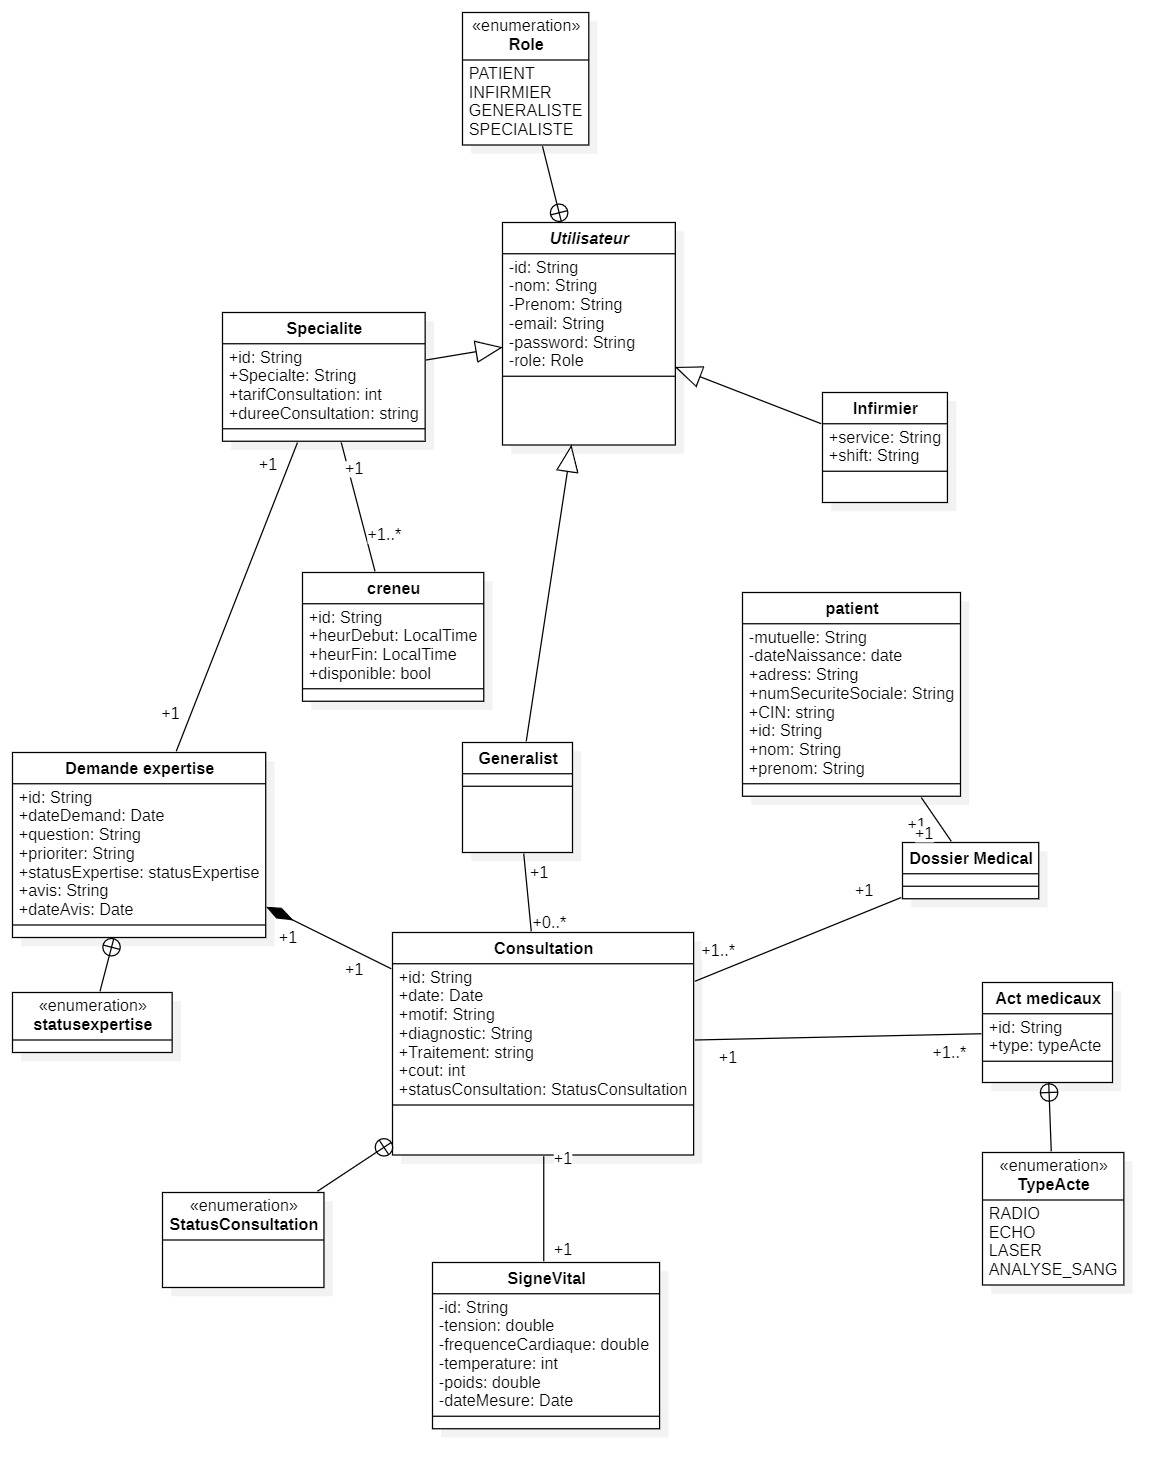 «enumeration»
Role
PATIENT
INFIRMIER
GENERALISTE
SPECIALISTE
Utilisateur
-id: String
-nom: String
-Prenom: String
-email: String
-password: String
-role: Role
Specialite
+id: String
+Specialte: String
+tarifConsultation: int
+dureeConsultation: string
Infirmier
+service: String
+shift: String
+1
+1
+1..*
creneu
+id: String
+heurDebut: LocalTime
+heurFin: LocalTime
+disponible: bool
patient
-mutuelle: String
-dateNaissance: date
+adress: String
+numSecuriteSociale: String
+CIN: string
+id: String
+nom: String
+prenom: String
+1
Demande expertise
+id: String
+dateDemand: Date
+question: String
+prioriter: String
+statusExpertise: statusExpertise
+avis: String
+dateAvis: Date
Generalist
+1
+1
Dossier Medical
+1
+1
+0..*
+1
+1
+1..*
«enumeration»
statusexpertise
Consultation
+id: String
+date: Date
+motif: String
+diagnostic: String
+Traitement: string
+cout: int
+statusConsultation: StatusConsultation
+1
+1..*
Act medicaux
+id: String
+type: typeActe
«enumeration»
StatusConsultation
+1
+1
«enumeration»
TypeActe
RADIO
ECHO
LASER
ANALYSE_SANG
SigneVital
-id: String
-tension: double
-frequenceCardiaque: double
-temperature: int
-poids: double
-dateMesure: Date